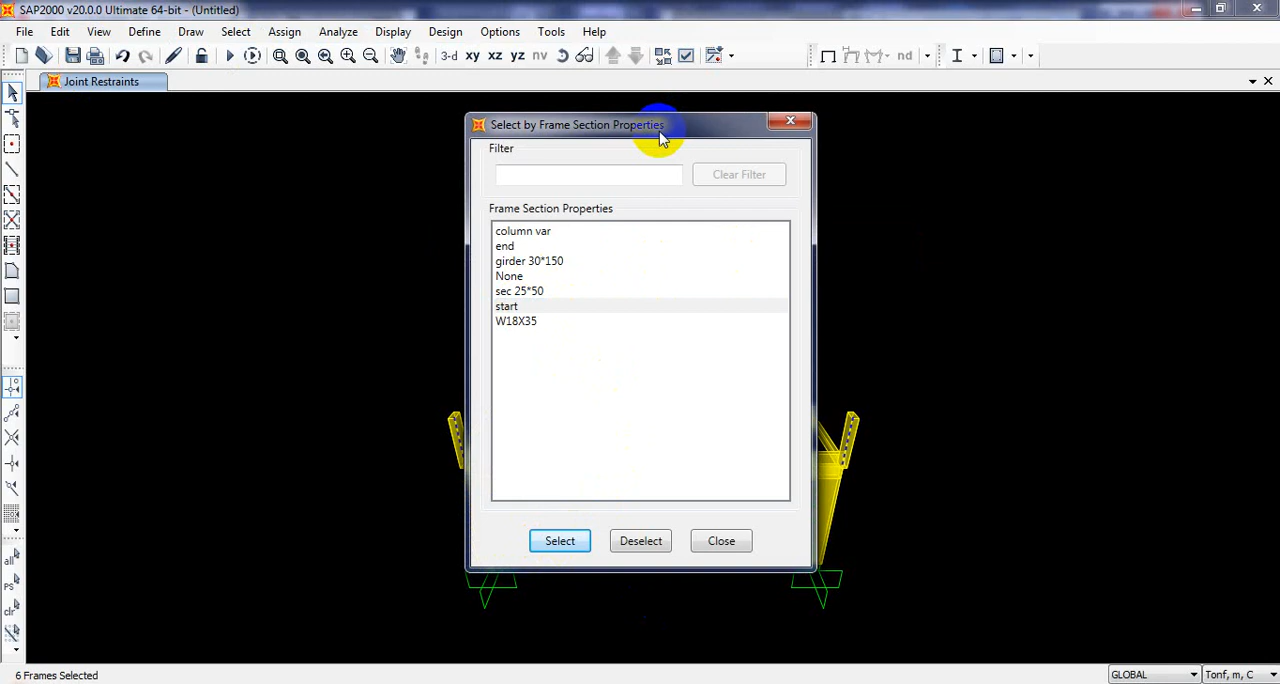 SAP2000 v20.0.0 Ultimate 64-bit - (Untitled)
File Edit View Define Draw Select Assign Analyze Display Design Options Tools Help
3-d xy xz yz nv nd
Joint Restraints
Select by Frame Section Properties
Filter
Clear Filter
Frame Section Properties
column var
end
girder 30*150
None
sec 25*50
start
W18X35
Select Deselect Close
all
PS
clr
6 Frames Selected
GLOBAL
Tonf, m, C